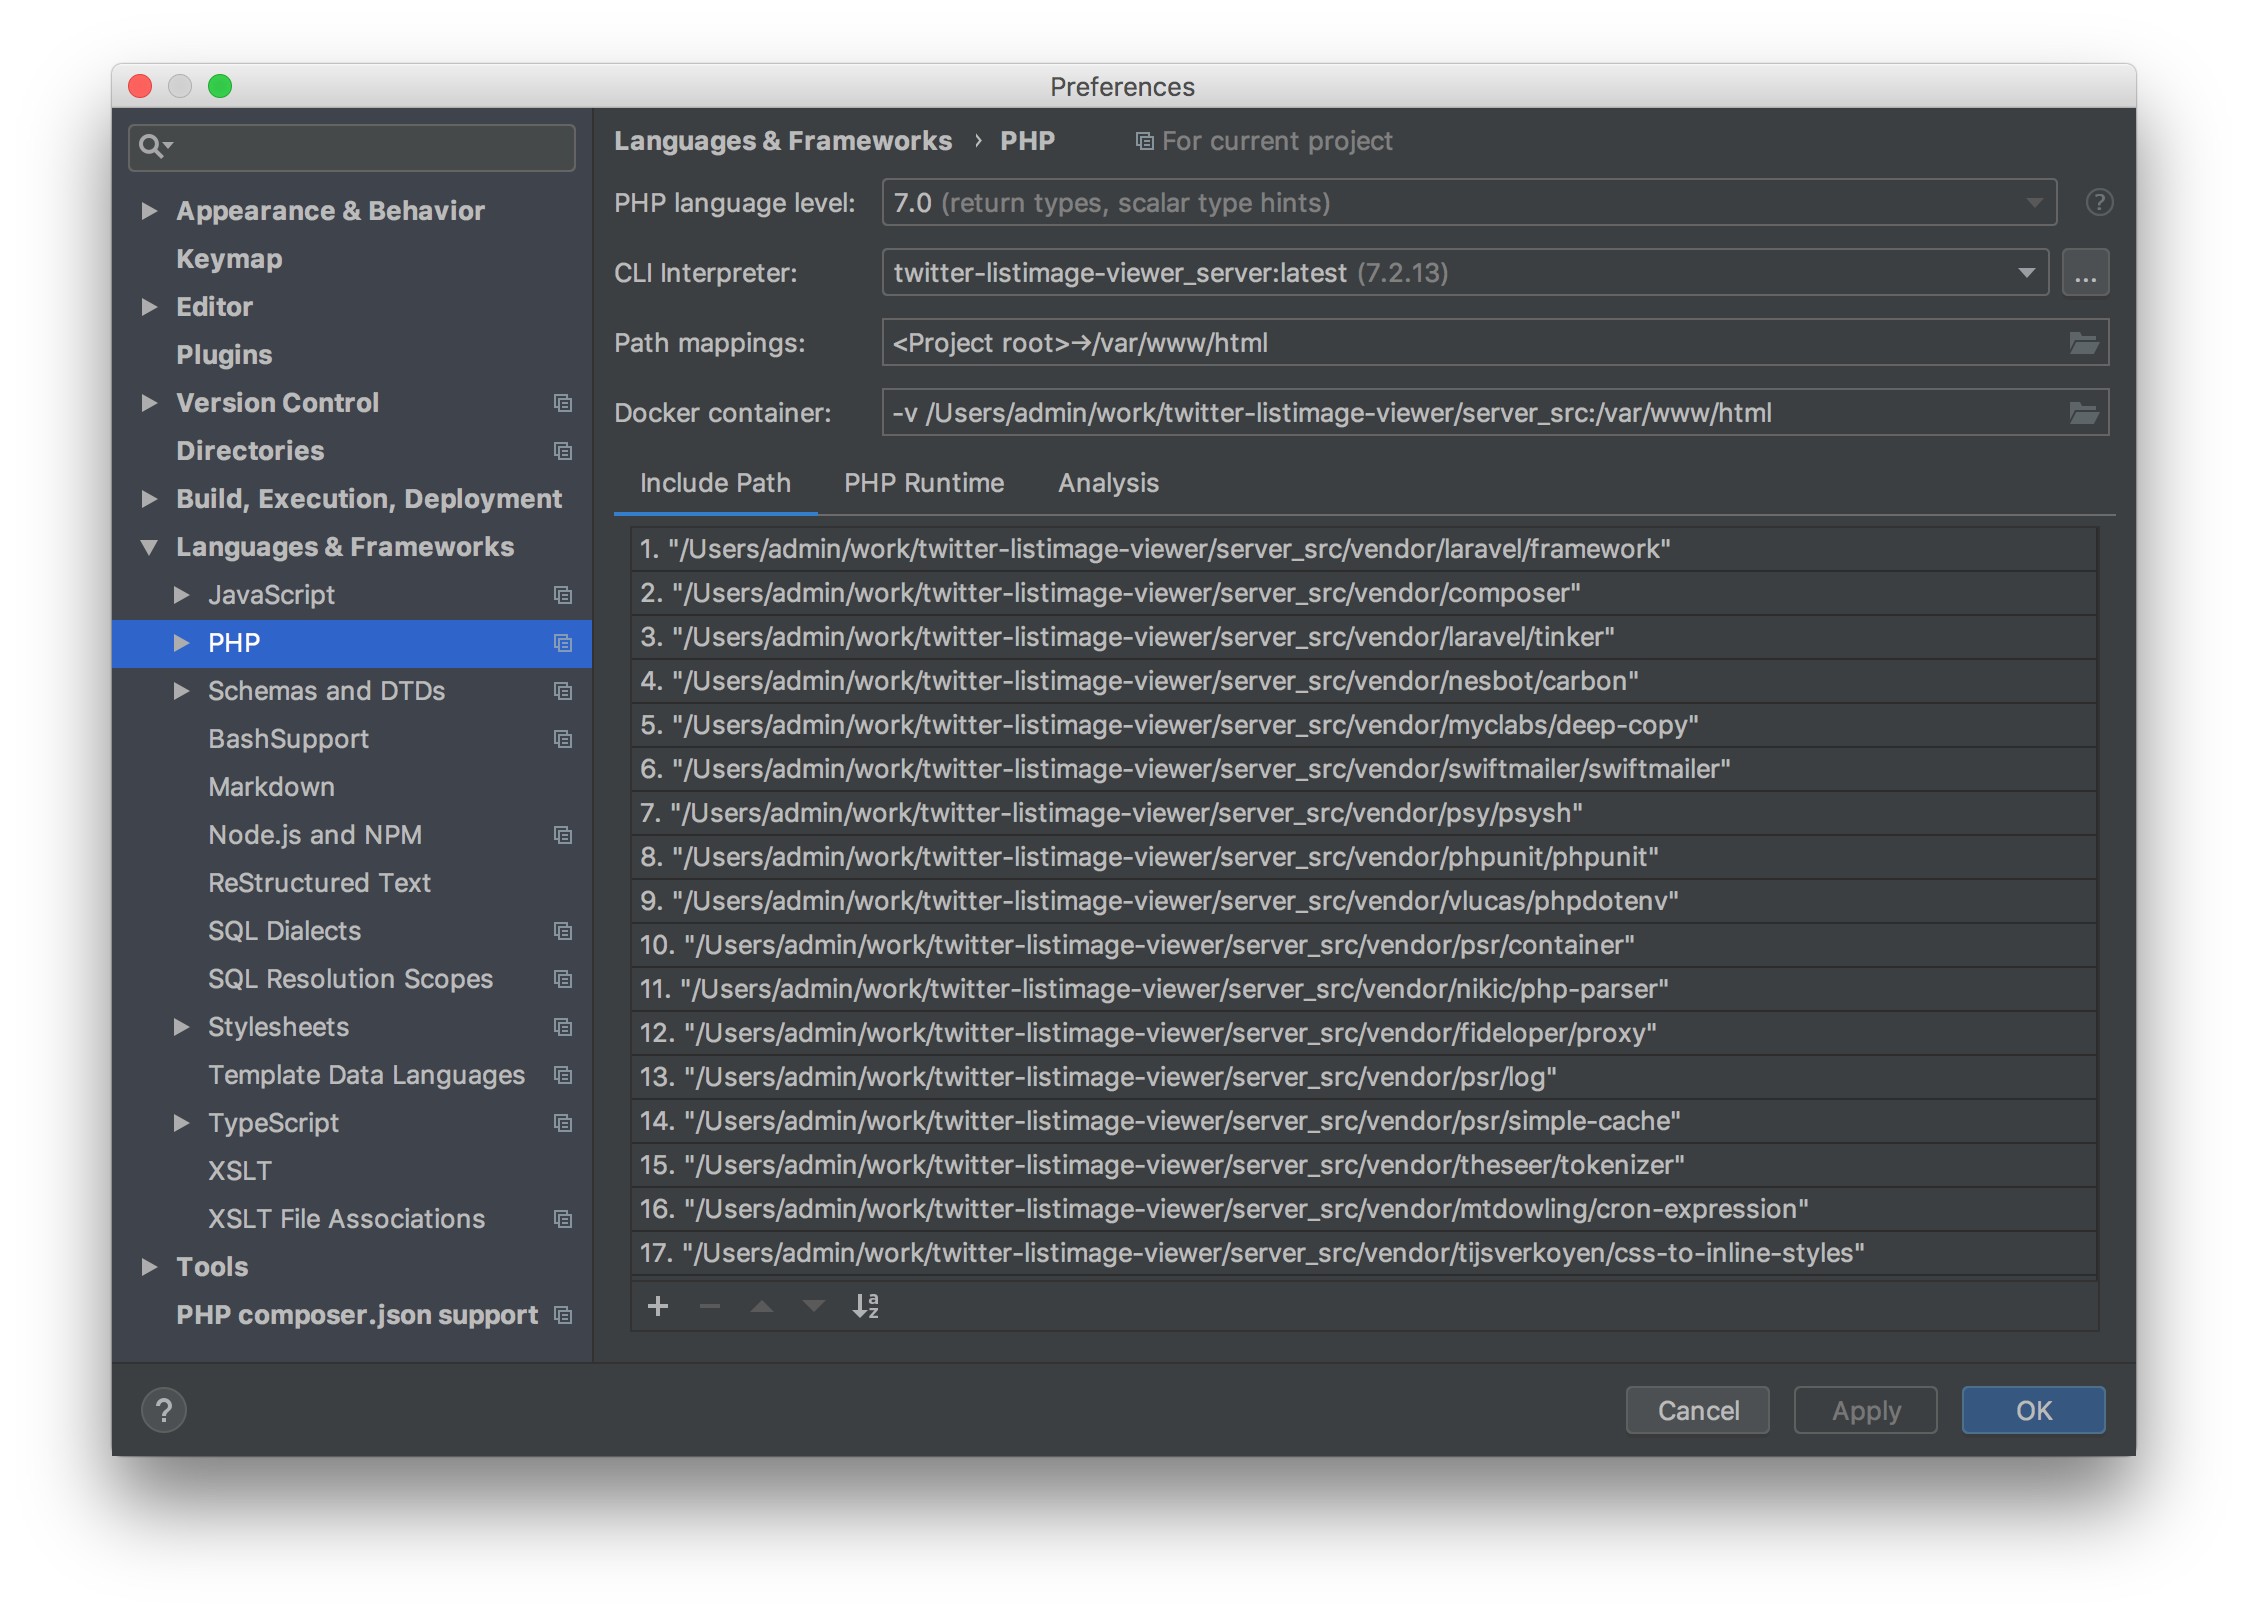 Preferences
Appearance & Behavior
Keymap
Editor
Plugins
Version Control
Directories
Build, Execution, Deployment
Languages & Frameworks
JavaScript
PHP
Schemas and DTDs
BashSupport
Markdown
Node.js and NPM
ReStructured Text
SQL Dialects
SQL Resolution Scopes
Stylesheets
Template Data Languages
TypeScript
XSLT
XSLT File Associations
Tools
PHP composer.json support
Languages & Frameworks › PHP For current project
PHP language level: 7.0 (return types, scalar type hints) ?
CLI Interpreter: twitter-listimage-viewer_server:latest (7.2.13) ...
Path mappings: <Project root>→/var/www/html
Docker container: -v /Users/admin/work/twitter-listimage-viewer/server_src:/var/www/html
Include Path PHP Runtime Analysis
1. "/Users/admin/work/twitter-listimage-viewer/server_src/vendor/laravel/framework"
2. "/Users/admin/work/twitter-listimage-viewer/server_src/vendor/composer"
3. "/Users/admin/work/twitter-listimage-viewer/server_src/vendor/laravel/tinker"
4. "/Users/admin/work/twitter-listimage-viewer/server_src/vendor/nesbot/carbon"
5. "/Users/admin/work/twitter-listimage-viewer/server_src/vendor/myclabs/deep-copy"
6. "/Users/admin/work/twitter-listimage-viewer/server_src/vendor/swiftmailer/swiftmailer"
7. "/Users/admin/work/twitter-listimage-viewer/server_src/vendor/psy/psysh"
8. "/Users/admin/work/twitter-listimage-viewer/server_src/vendor/phpunit/phpunit"
9. "/Users/admin/work/twitter-listimage-viewer/server_src/vendor/vlucas/phpdotenv"
10. "/Users/admin/work/twitter-listimage-viewer/server_src/vendor/psr/container"
11. "/Users/admin/work/twitter-listimage-viewer/server_src/vendor/nikic/php-parser"
12. "/Users/admin/work/twitter-listimage-viewer/server_src/vendor/fideloper/proxy"
13. "/Users/admin/work/twitter-listimage-viewer/server_src/vendor/psr/log"
14. "/Users/admin/work/twitter-listimage-viewer/server_src/vendor/psr/simple-cache"
15. "/Users/admin/work/twitter-listimage-viewer/server_src/vendor/theseer/tokenizer"
16. "/Users/admin/work/twitter-listimage-viewer/server_src/vendor/mtdowling/cron-expression"
17. "/Users/admin/work/twitter-listimage-viewer/server_src/vendor/tijsverkoyen/css-to-inline-styles"
? Cancel Apply OK